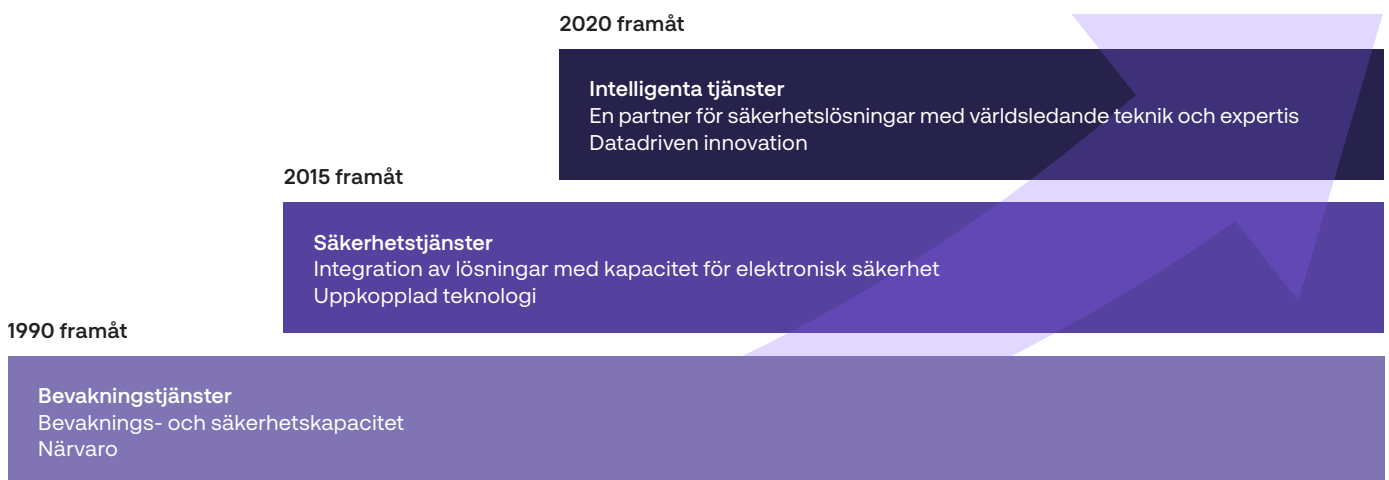 2020 framåt
Intelligenta tjänster
En partner för säkerhetslösningar med världsledande teknik och expertis
Datadriven innovation
2015 framåt
Säkerhetstjänster
Integration av lösningar med kapacitet för elektronisk säkerhet
Uppkopplad teknologi
1990 framåt
Bevakningstjänster
Bevaknings- och säkerhetskapacitet
Närvaro